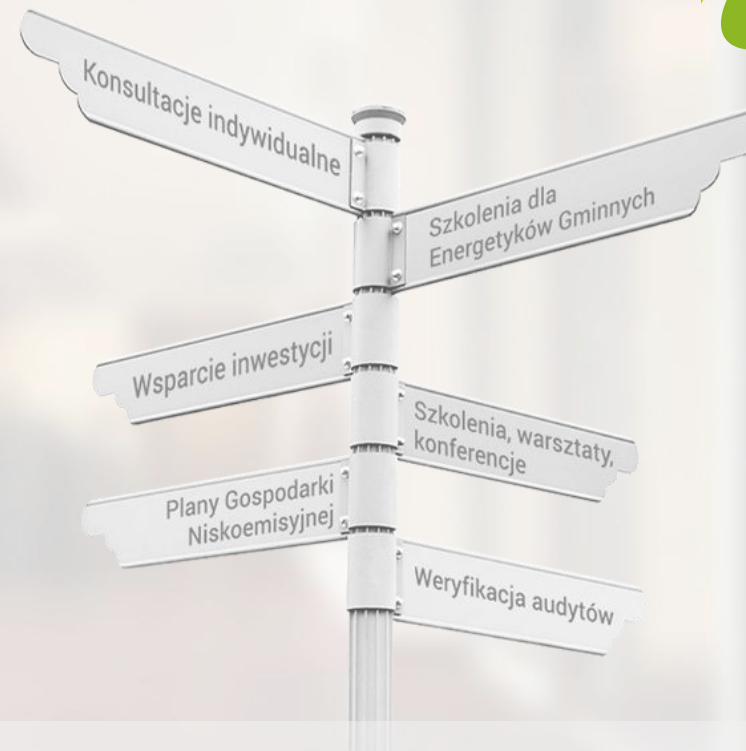 Konsultacje indywidualne
Szkolenia dla
Energetyków Gminnych
Wsparcie inwestycji
Szkolenia, warsztaty,
konferencje
Plany Gospodarki
Niskoemisyjnej
Weryfikacja audytów